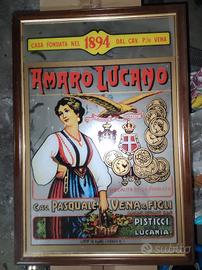 CASA FONDATA NEL 1894 DAL CAV. P.le VENA
AMARO LUCANO
CAV. PASQUALE VENA & FIGLI
PISTICCI
LUCANIA
subito